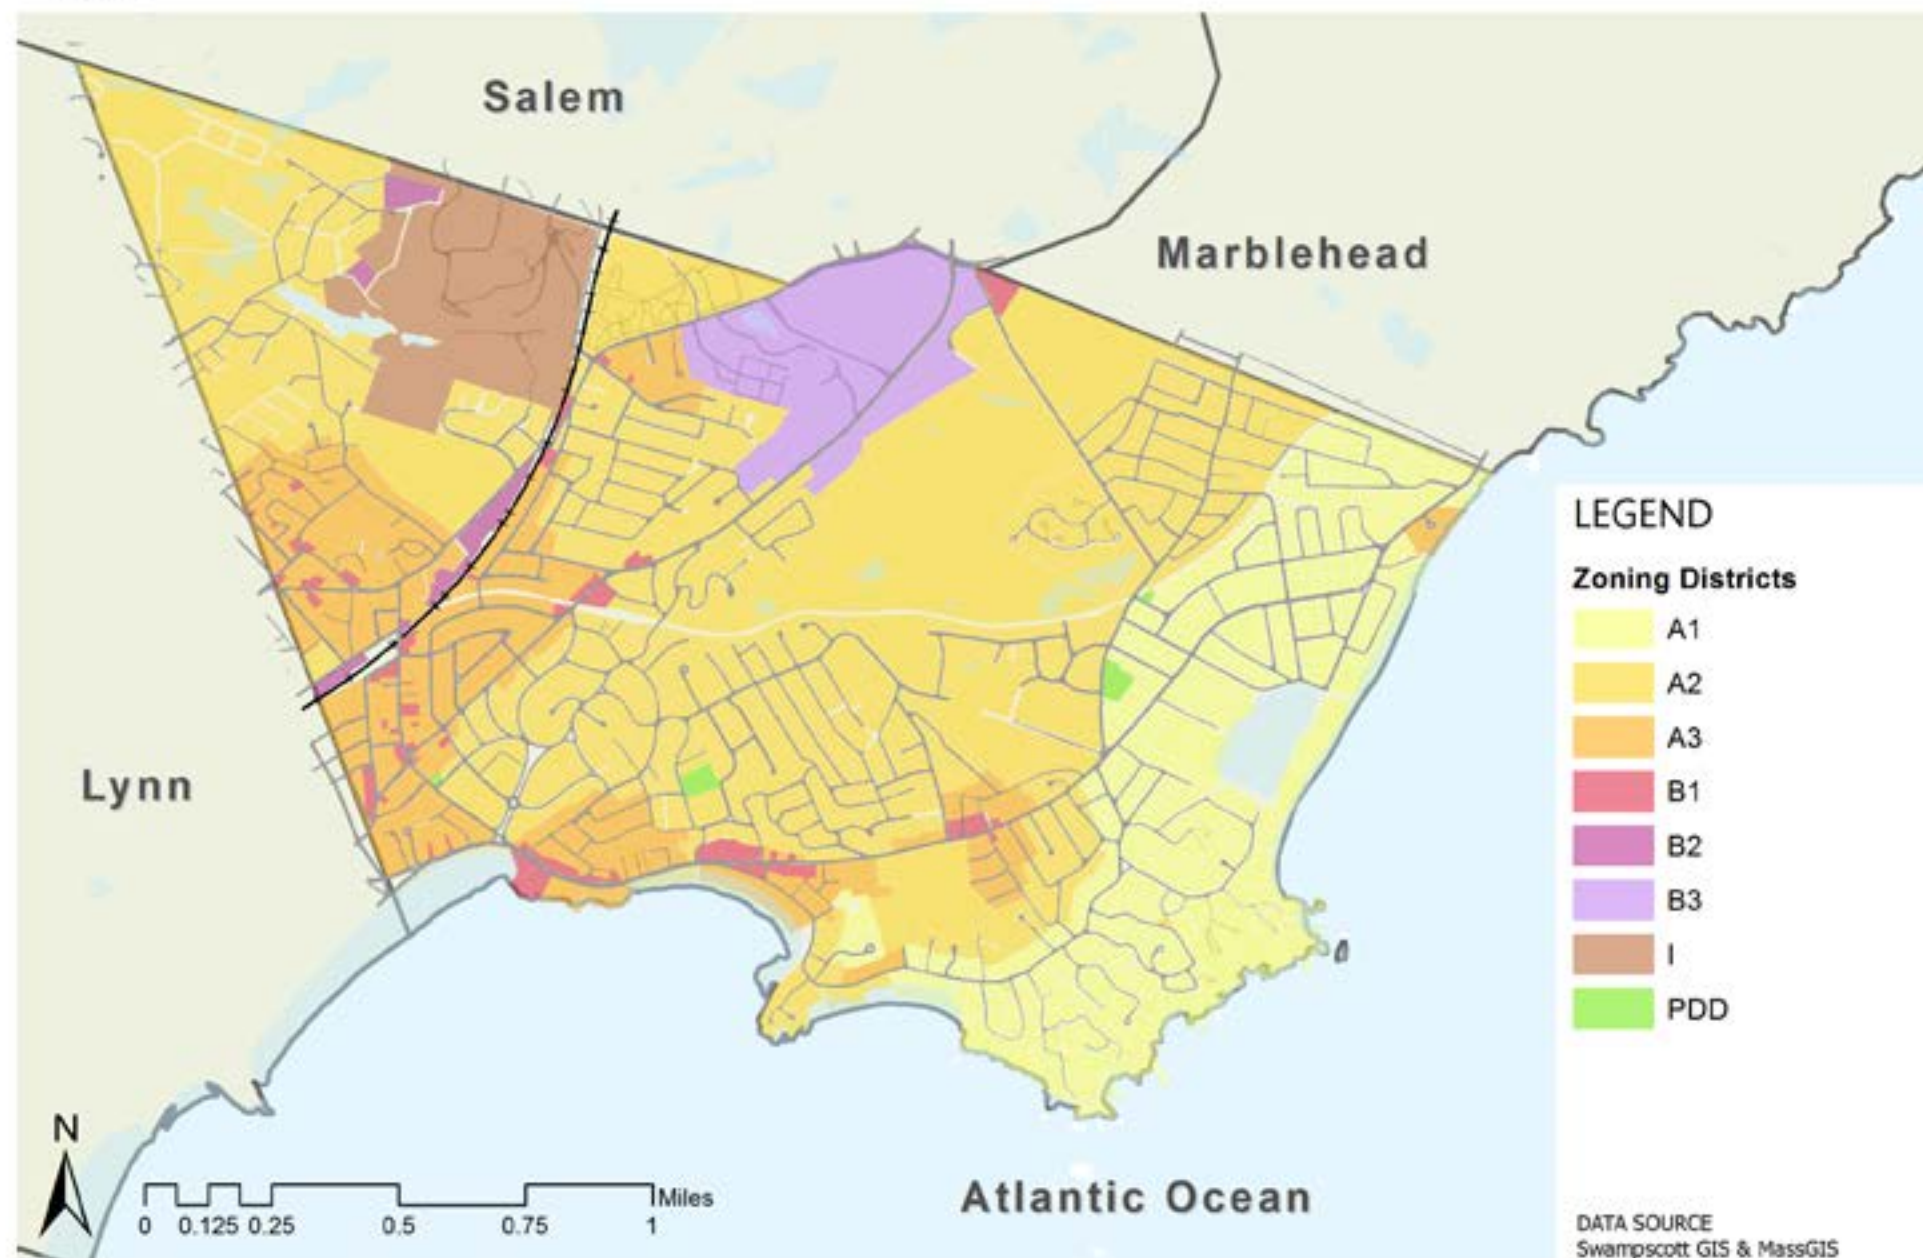 Salem
Marblehead
Lynn
Atlantic Ocean
N
Miles
0 0.125 0.25 0.5 0.75 1
LEGEND
Zoning Districts
A1
A2
A3
B1
B2
B3
I
PDD
DATA SOURCE
Swampscott GIS & MassGIS